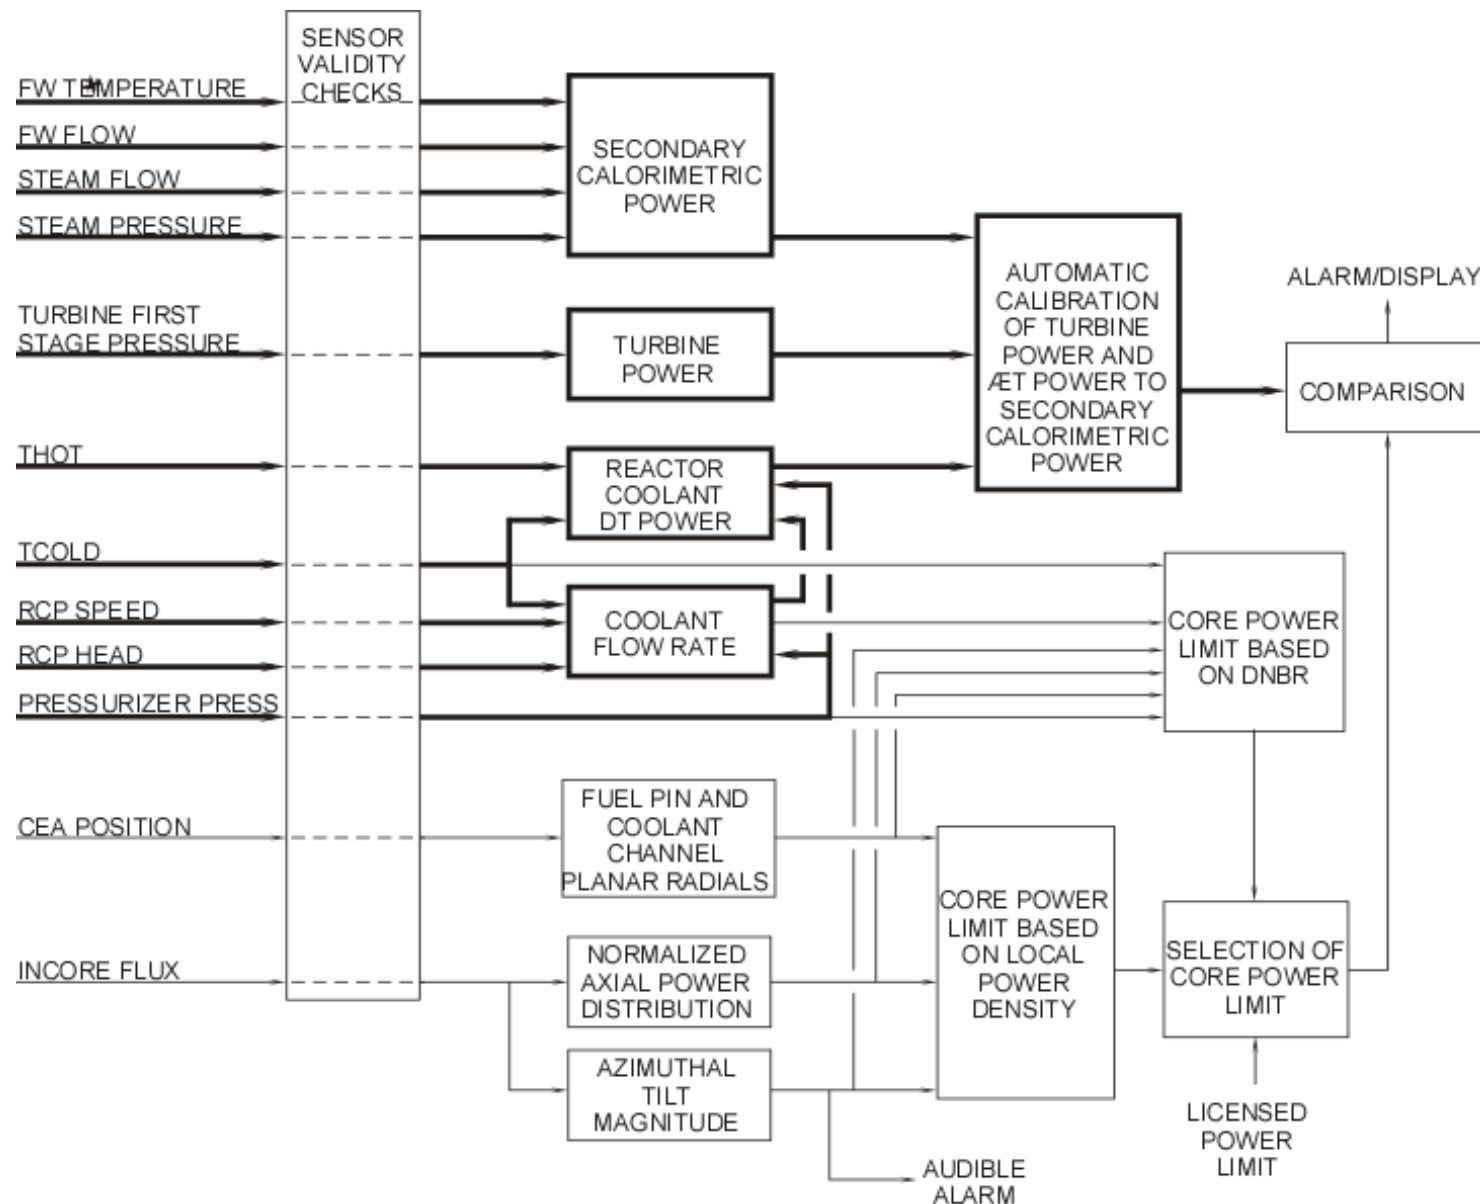 SENSOR
VALIDITY
CHECKS
FW TEMPERATURE
FW FLOW
STEAM FLOW
STEAM PRESSURE
TURBINE FIRST
STAGE PRESSURE
THOT
TCOLD
RCP SPEED
RCP HEAD
PRESSURIZER PRESS
CEA POSITION
INCORE FLUX
SECONDARY
CALORIMETRIC
POWER
TURBINE
POWER
REACTOR
COOLANT
DT POWER
COOLANT
FLOW RATE
FUEL PIN AND
COOLANT
CHANNEL
PLANAR RADIALS
NORMALIZED
AXIAL POWER
DISTRIBUTION
AZIMUTHAL
TILT
MAGNITUDE
AUTOMATIC
CALIBRATION
OF TURBINE
POWER AND
ÆT POWER TO
SECONDARY
CALORIMETRIC
POWER
ALARM/DISPLAY
COMPARISON
CORE POWER
LIMIT BASED
ON DNBR
CORE POWER
LIMIT BASED
ON LOCAL
POWER
DENSITY
SELECTION OF
CORE POWER
LIMIT
LICENSED
POWER
LIMIT
AUDIBLE
ALARM